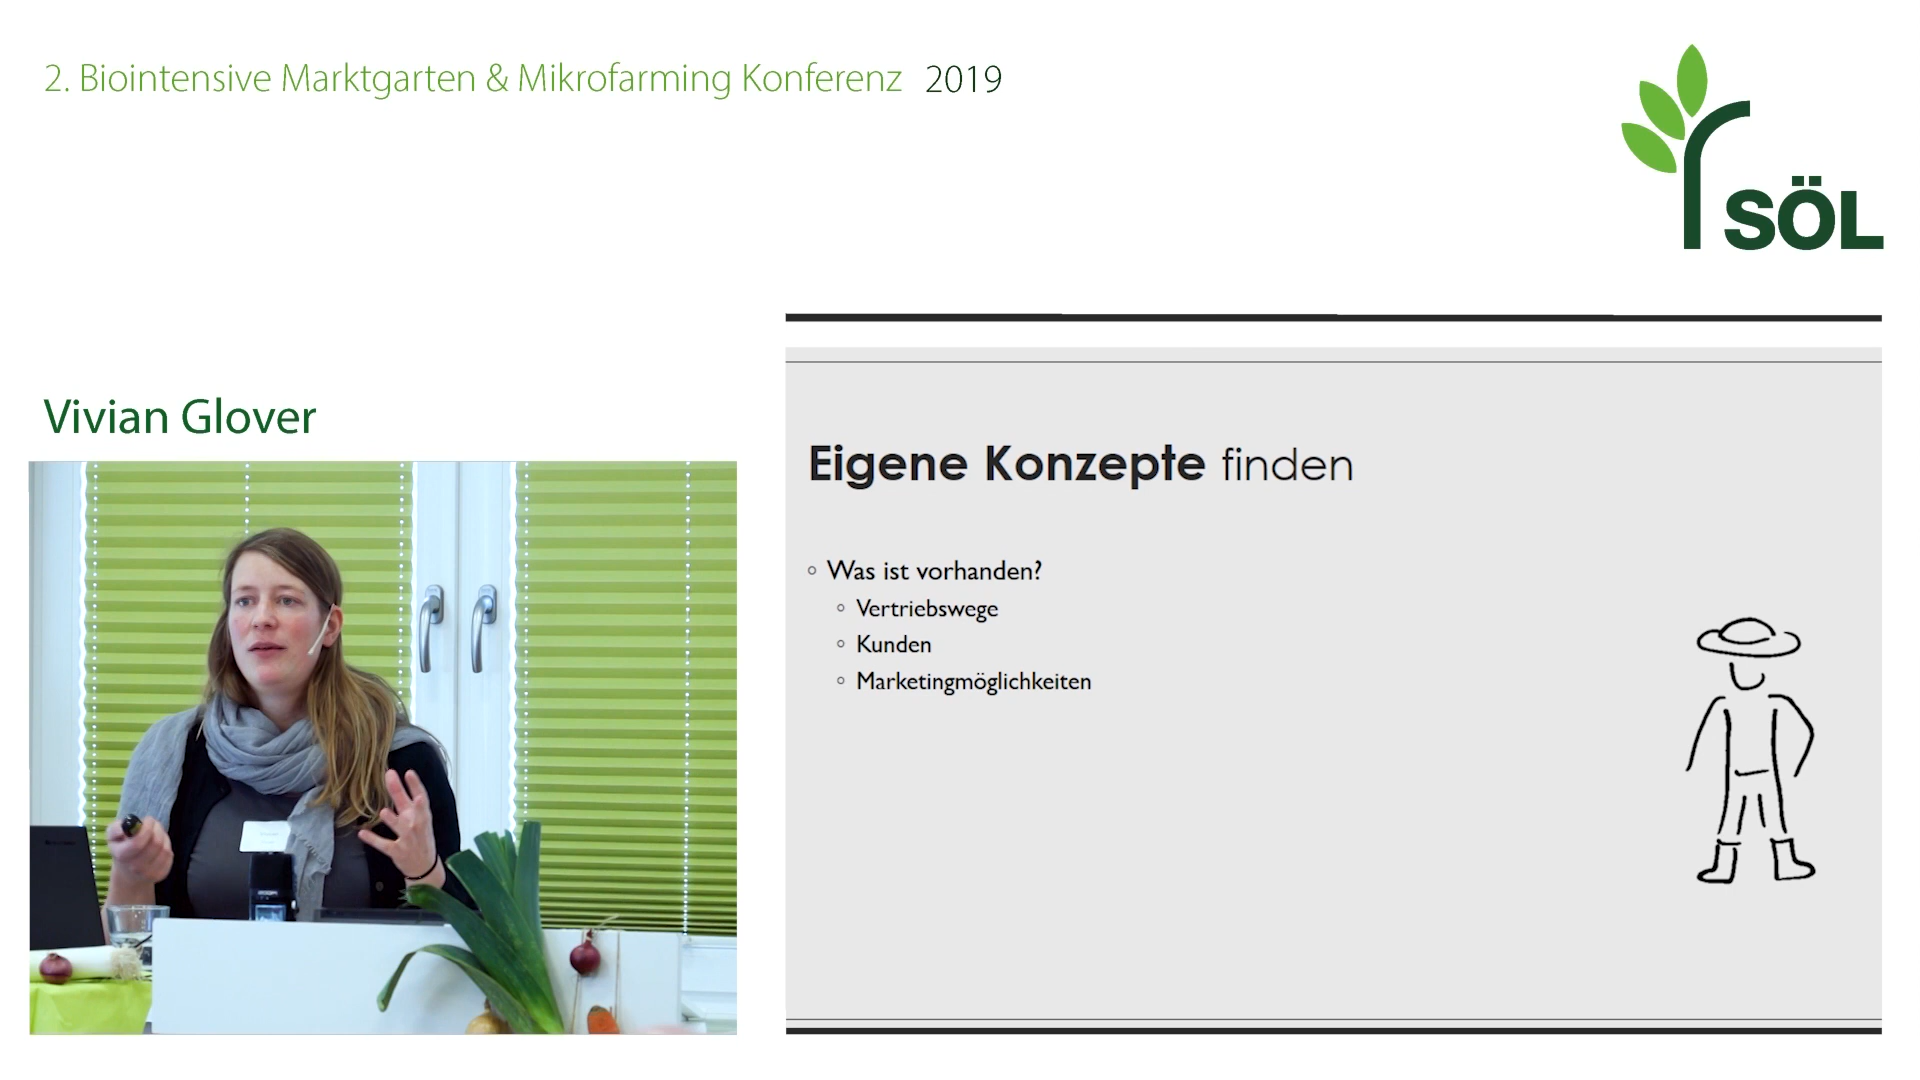 2. Biointensive Marktgarten & Mikrofarming Konferenz 2019
SÖL
Vivian Glover
Eigene Konzepte finden
Was ist vorhanden?
Vertriebswege
Kunden
Marketingmöglichkeiten